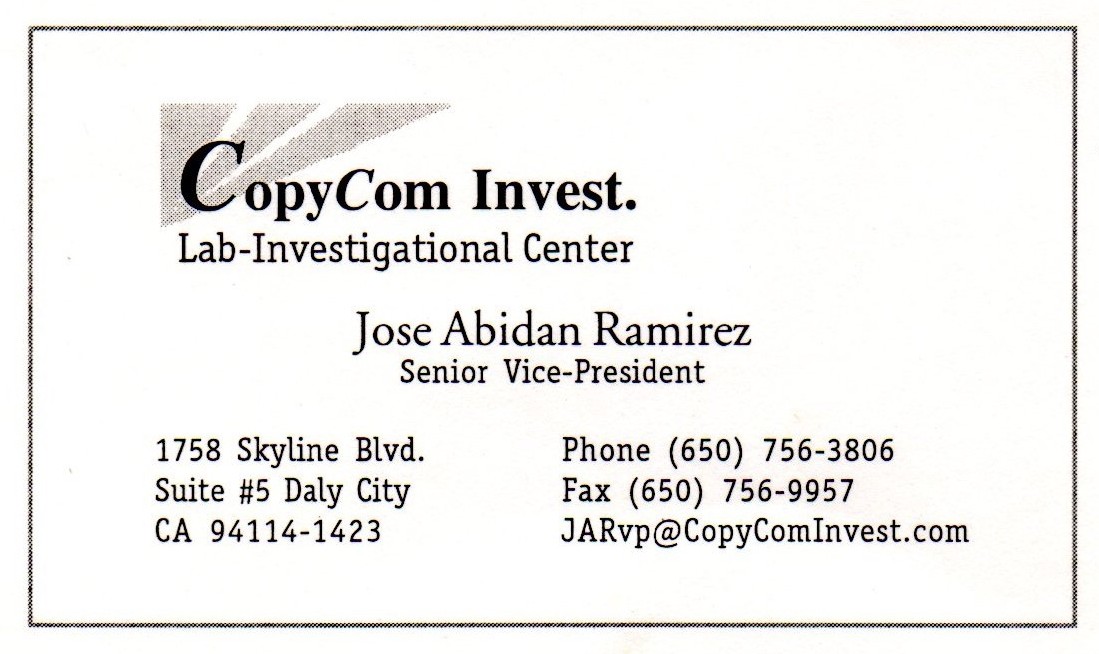 CopyCom Invest.
Lab-Investigational Center
Jose Abidan Ramirez
Senior Vice-President
1758 Skyline Blvd.
Suite #5 Daly City
CA 94114-1423
Phone (650) 756-3806
Fax (650) 756-9957
JARvp@CopyComInvest.com